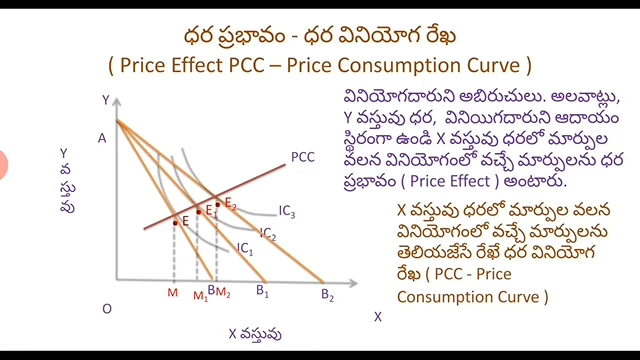 ధర ప్రభావం - ధర వినియోగ రేఖ
( Price Effect PCC – Price Consumption Curve )
వినియోగదారుని అబిరుచులు. అలవాట్లు,
Y వస్తువు ధర, వినియిగదారుని ఆదాయం
స్థిరంగా ఉండి X వస్తువు ధరలో మార్పుల
వలన వినియోగంలో వచ్చే మార్పులను ధర
ప్రభావం ( Price Effect ) అంటారు.
X వస్తువు ధరలో మార్పుల వలన
వినియోగంలో వచ్చే మార్పులను
తెలియజేసే రేఖే ధర వినియోగ
రేఖ ( PCC - Price
Consumption Curve )
Y
A
Y
వ
స్తు
వు
PCC
E
E1
E2
IC3
IC2
IC1
M
M1
M2
B
B1
B2
O
X
X వస్తువు